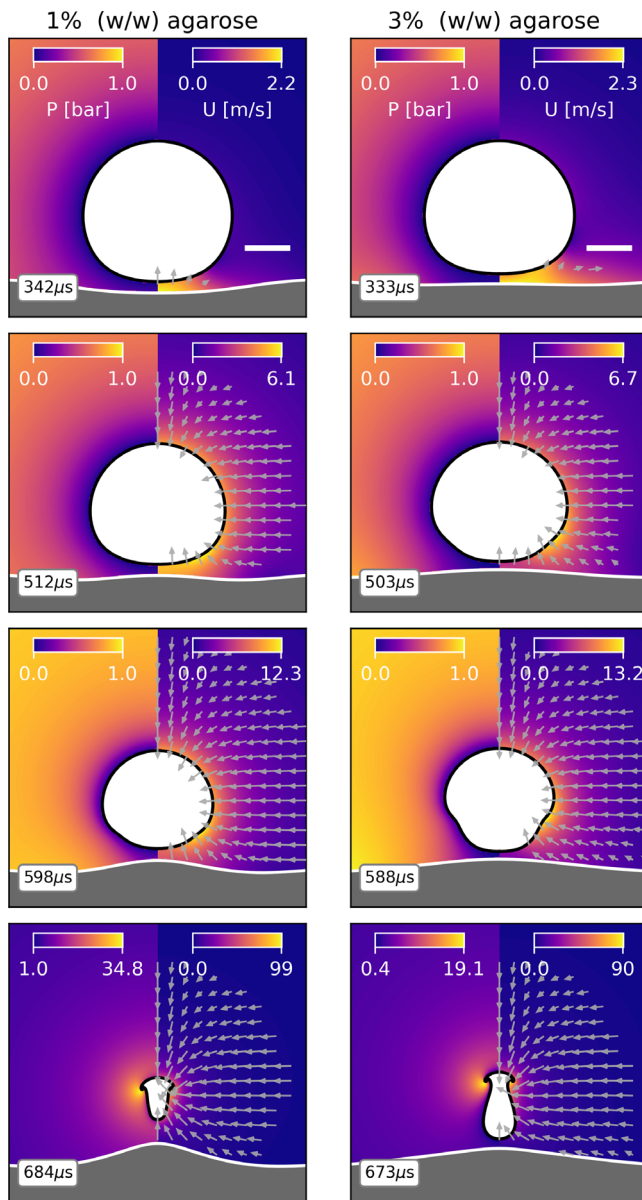 1% (w/w) agarose
3% (w/w) agarose
0.0 1.0 0.0 2.2
P [bar] U [m/s]
342μs
0.0 1.0 0.0 2.3
P [bar] U [m/s]
333μs
0.0 1.0 0.0 6.1
512μs
0.0 1.0 0.0 6.7
503μs
0.0 1.0 0.0 12.3
598μs
0.0 1.0 0.0 13.2
588μs
1.0 34.8 0.0 99
684μs
0.4 19.1 0.0 90
673μs